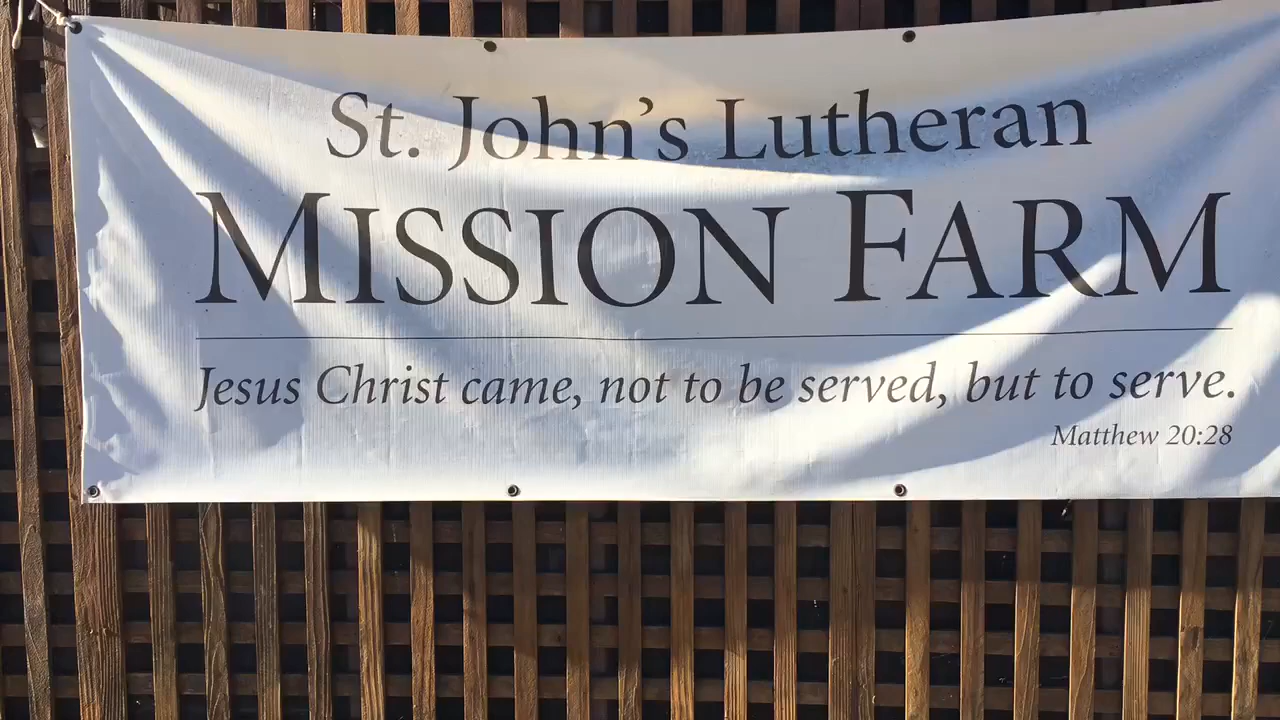 St. John's Lutheran
MISSION FARM
Jesus Christ came, not to be served, but to serve.
Matthew 20:28